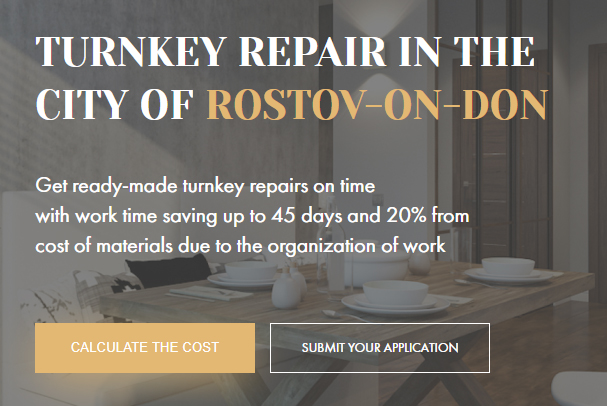 TURNKEY REPAIR IN THE
CITY OF ROSTOV-ON-DON
Get ready-made turnkey repairs on time
with work time saving up to 45 days and 20% from
cost of materials due to the organization of work
CALCULATE THE COST
SUBMIT YOUR APPLICATION